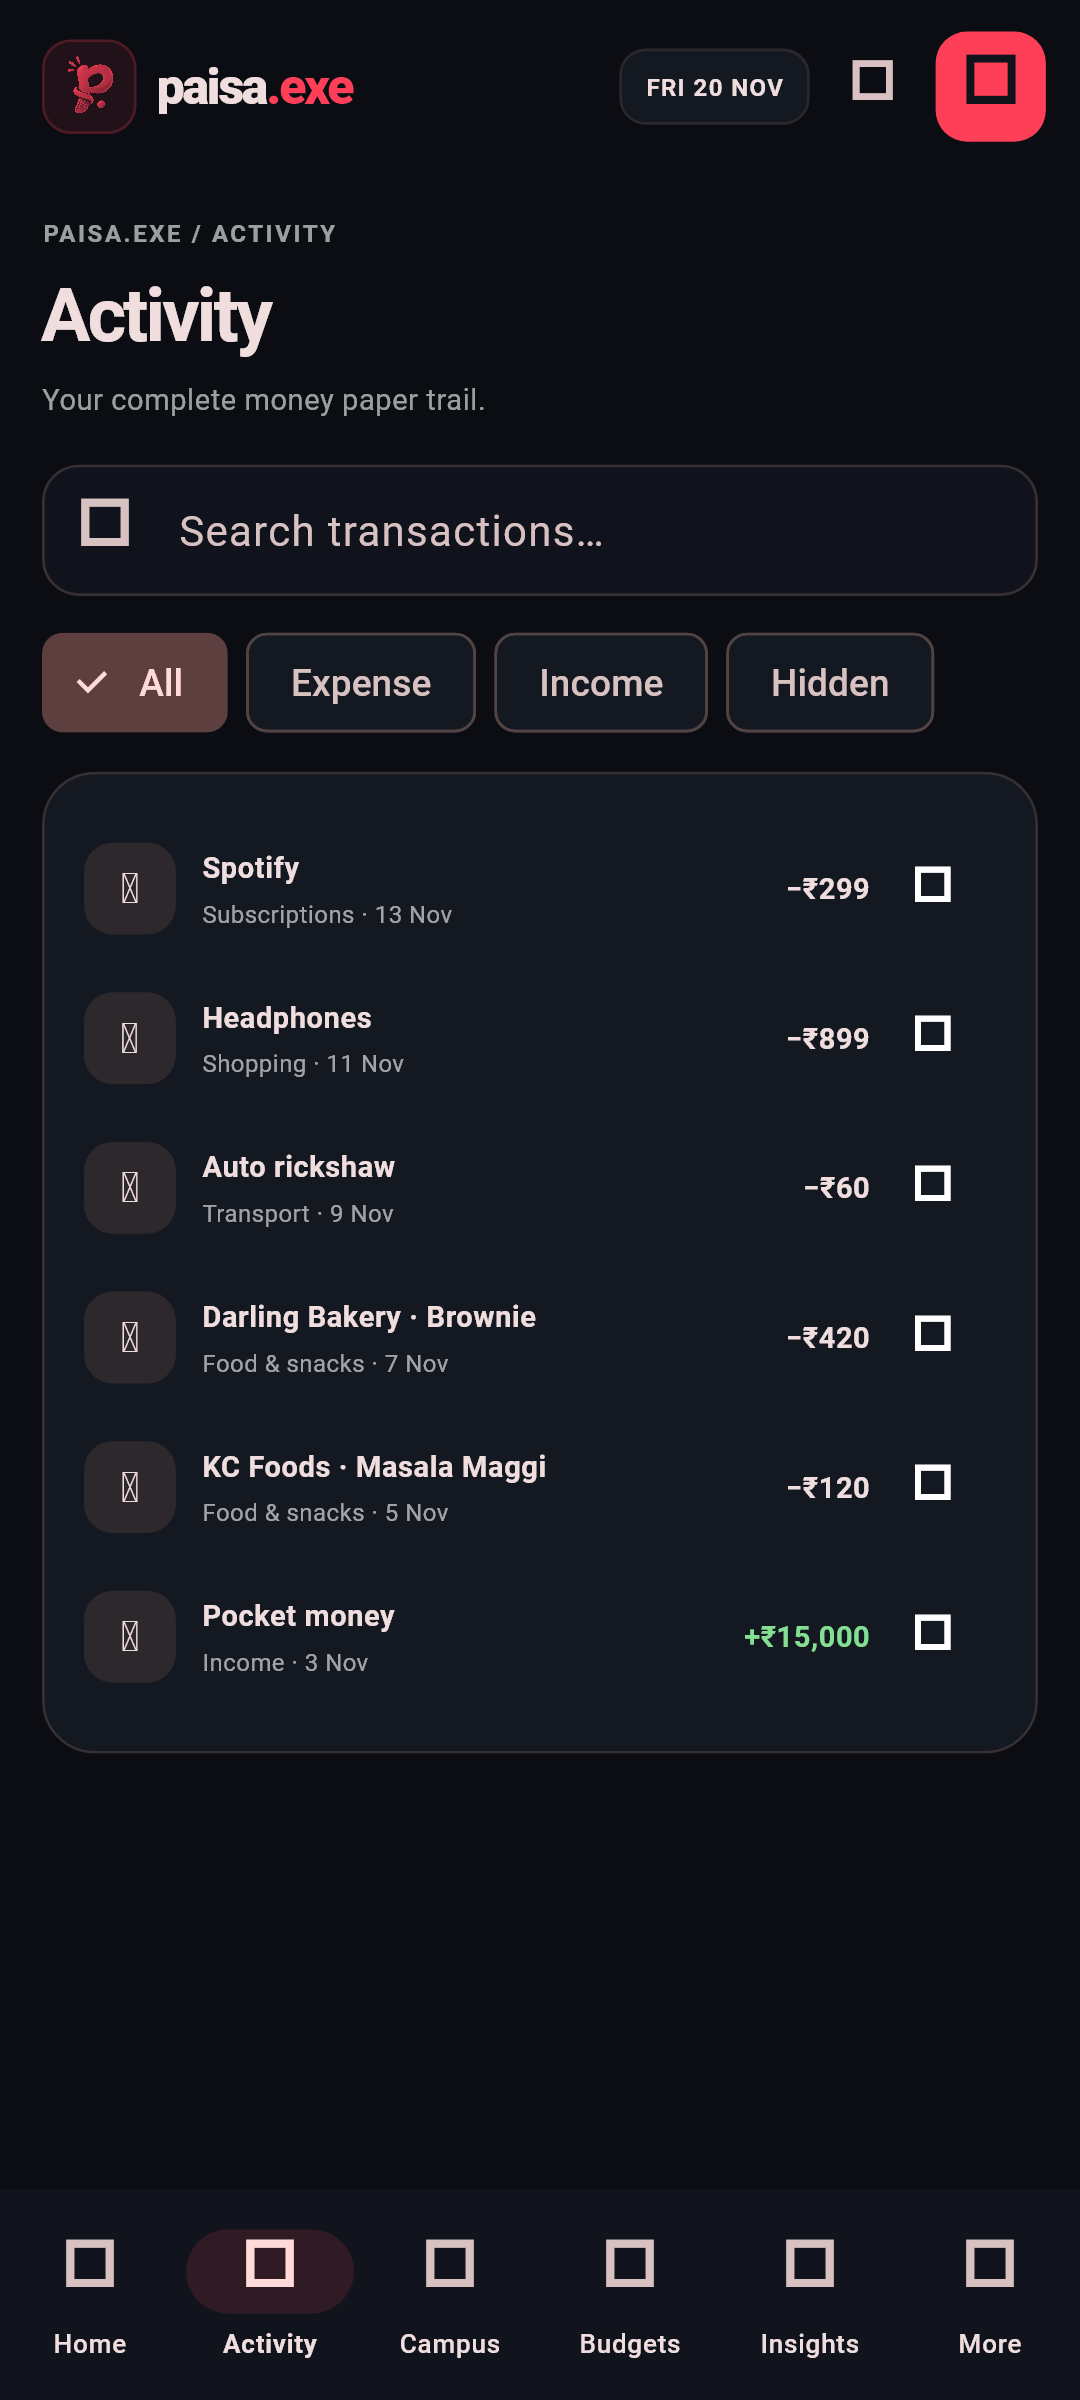 paisa.exe
FRI 20 NOV
PAISA.EXE / ACTIVITY
Activity
Your complete money paper trail.
Search transactions…
All
Expense
Income
Hidden
Spotify
−₹299
Subscriptions · 13 Nov
Headphones
−₹899
Shopping · 11 Nov
Auto rickshaw
−₹60
Transport · 9 Nov
Darling Bakery · Brownie
−₹420
Food & snacks · 7 Nov
KC Foods · Masala Maggi
−₹120
Food & snacks · 5 Nov
Pocket money
+₹15,000
Income · 3 Nov
Home
Activity
Campus
Budgets
Insights
More